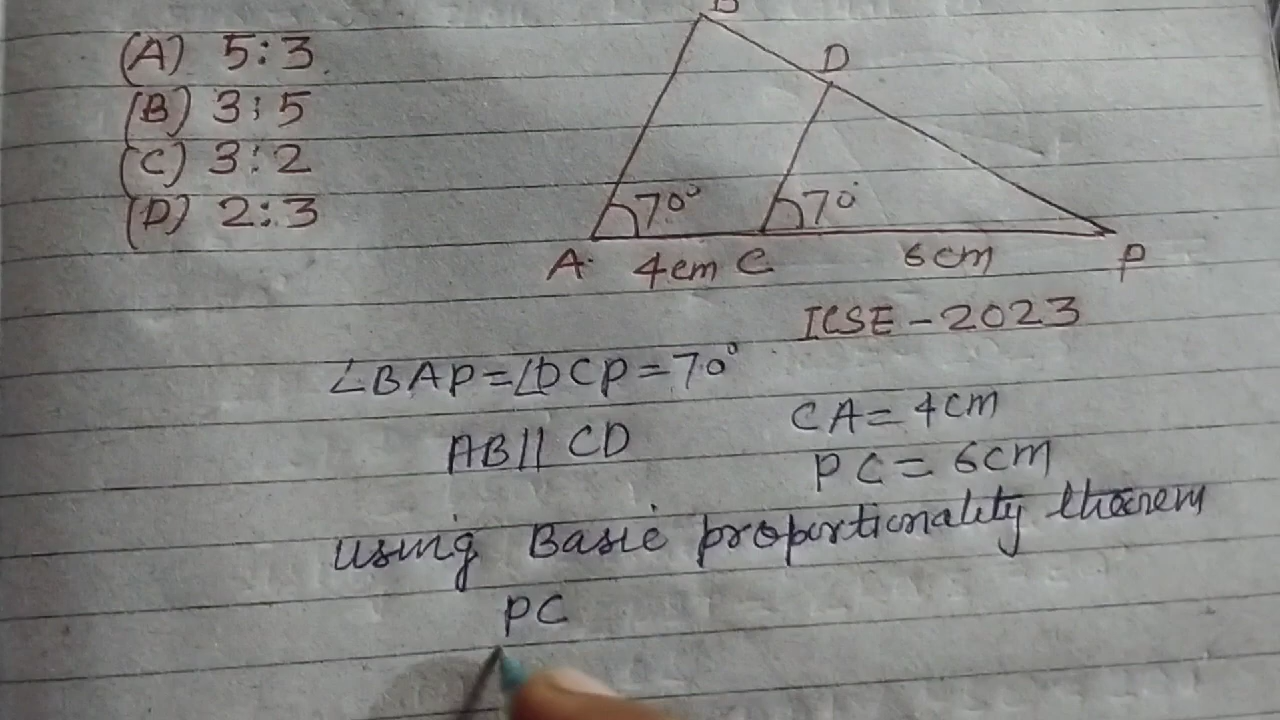 (A) 5:3
(B) 3:5
(C) 3:2
(D) 2:3
D
70°
70°
A 4cm C 6cm P
ICSE-2023
∠BAP=∠DCP=70°
AB||CD
CA=4cm
PC=6cm
using Basic proportionality thorem
PC